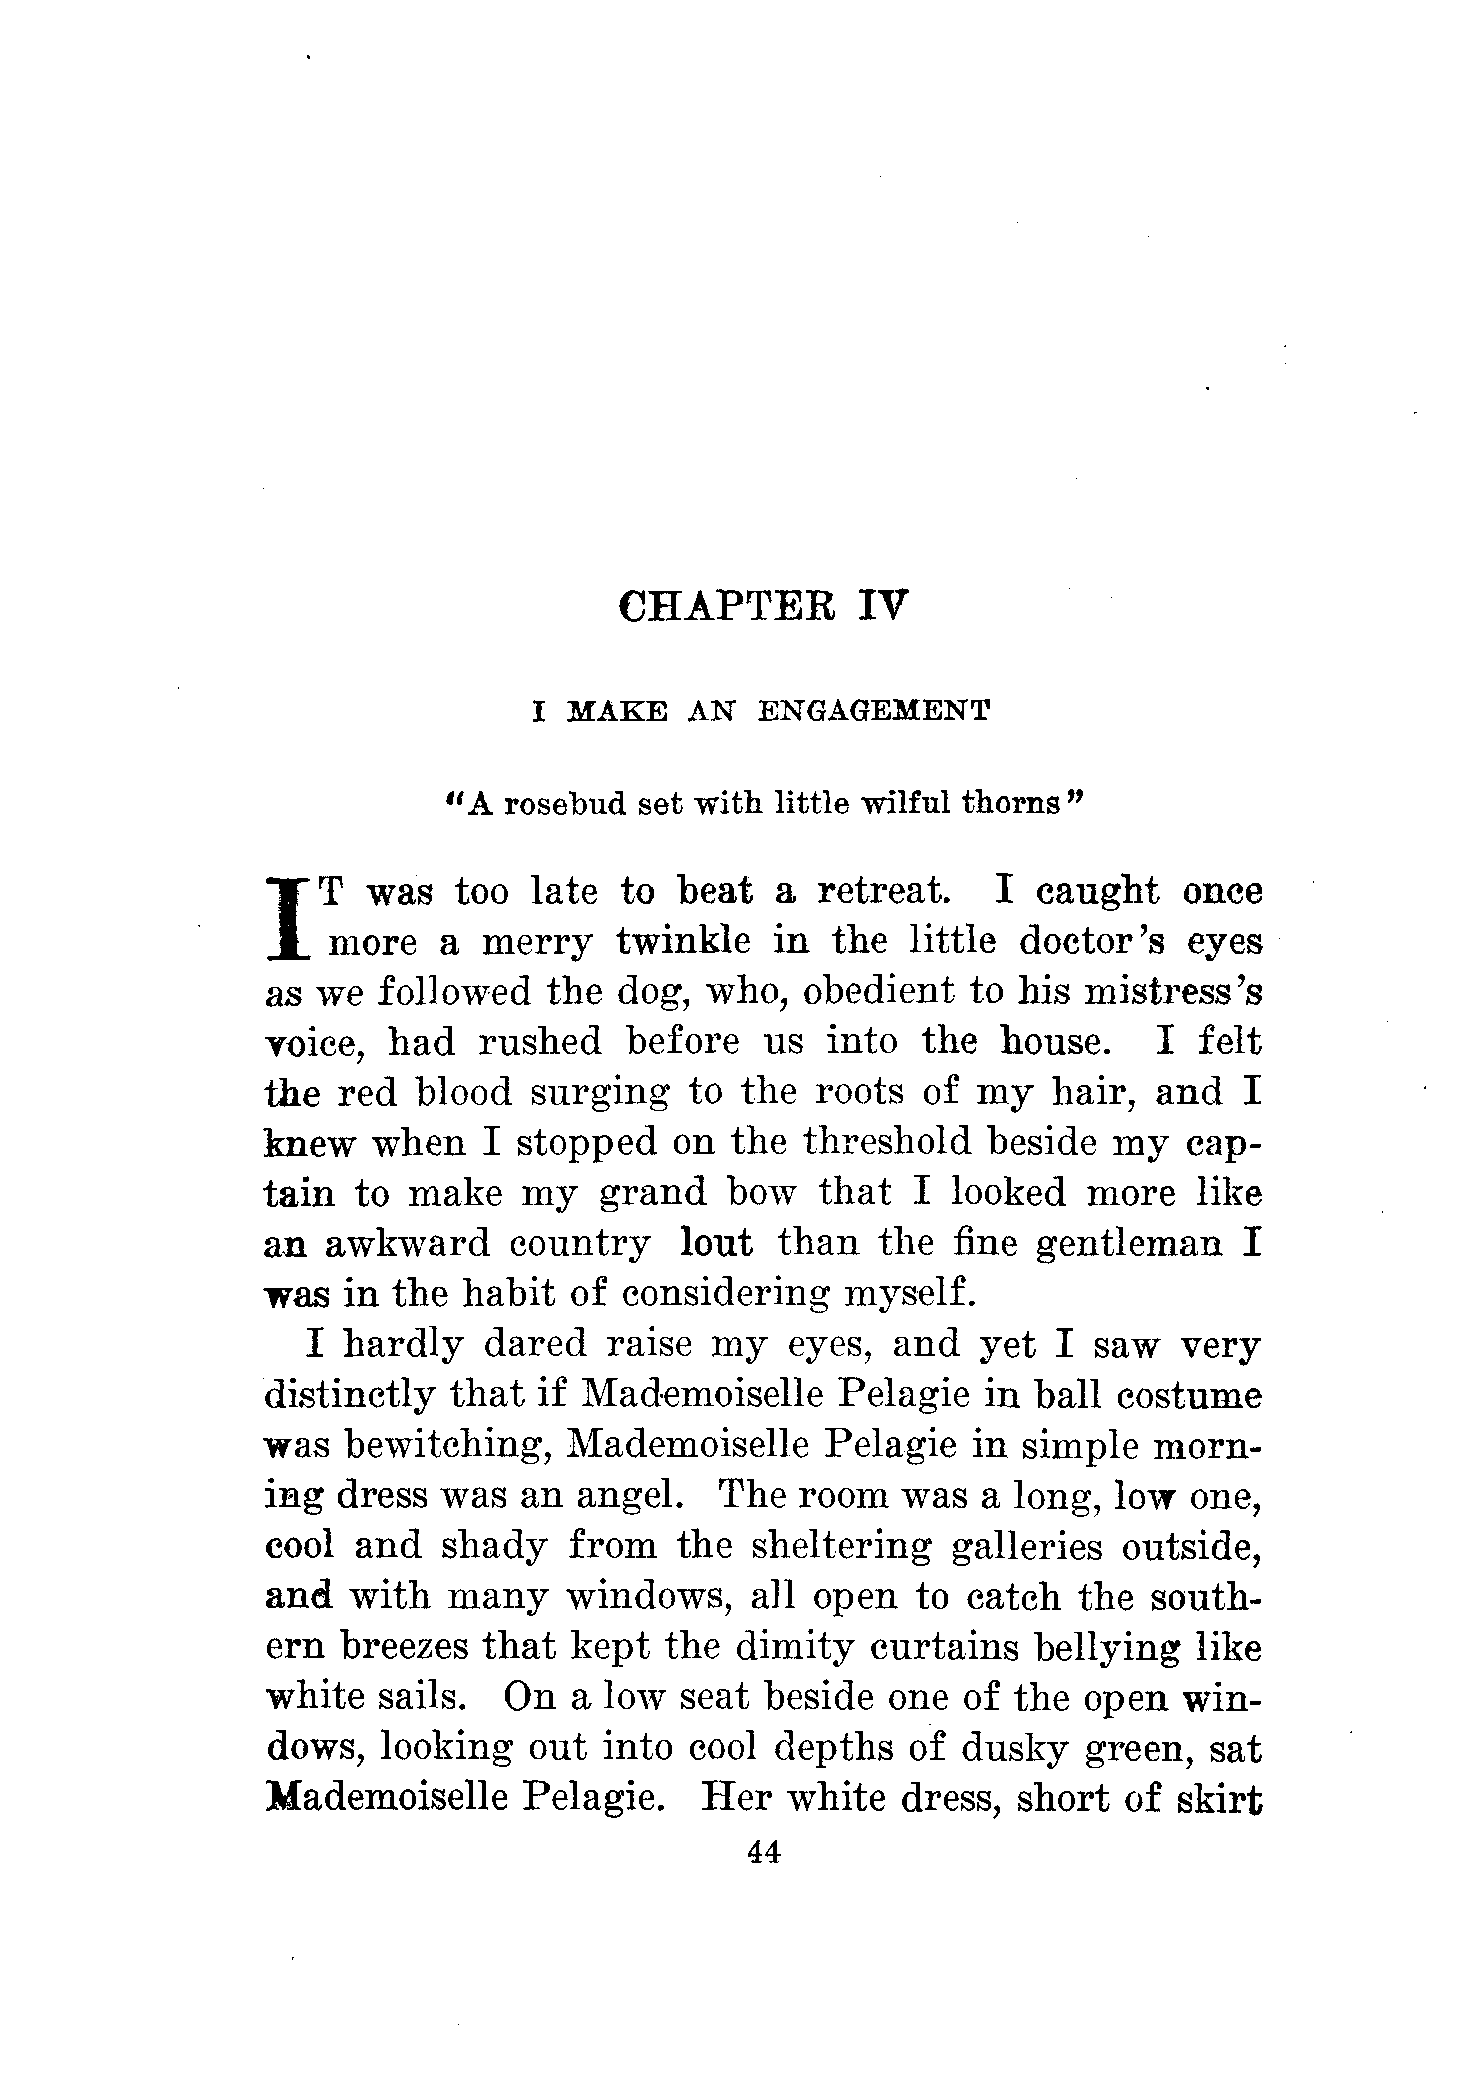 CHAPTER IV
I MAKE AN ENGAGEMENT
"A rosebud set with little wilful thorns"
IT was too late to beat a retreat. I caught once
more a merry twinkle in the little doctor's eyes
as we followed the dog, who, obedient to his mistress's
voice, had rushed before us into the house. I felt
the red blood surging to the roots of my hair, and I
knew when I stopped on the threshold beside my cap-
tain to make my grand bow that I looked more like
an awkward country lout than the fine gentleman I
was in the habit of considering myself.
I hardly dared raise my eyes, and yet I saw very
distinctly that if Mademoiselle Pelagie in ball costume
was bewitching, Mademoiselle Pelagie in simple morn-
ing dress was an angel. The room was a long, low one,
cool and shady from the sheltering galleries outside,
and with many windows, all open to catch the south-
ern breezes that kept the dimity curtains bellying like
white sails. On a low seat beside one of the open win-
dows, looking out into cool depths of dusky green, sat
Mademoiselle Pelagie. Her white dress, short of skirt
44